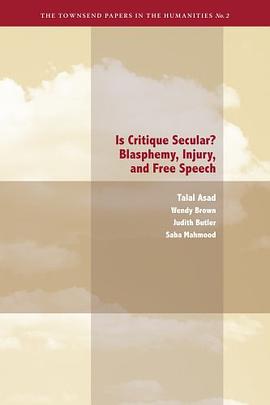 THE TOWNSEND PAPERS IN THE HUMANITIES No. 2
Is Critique Secular?
Blasphemy, Injury,
and Free Speech
Talal Asad
Wendy Brown
Judith Butler
Saba Mahmood